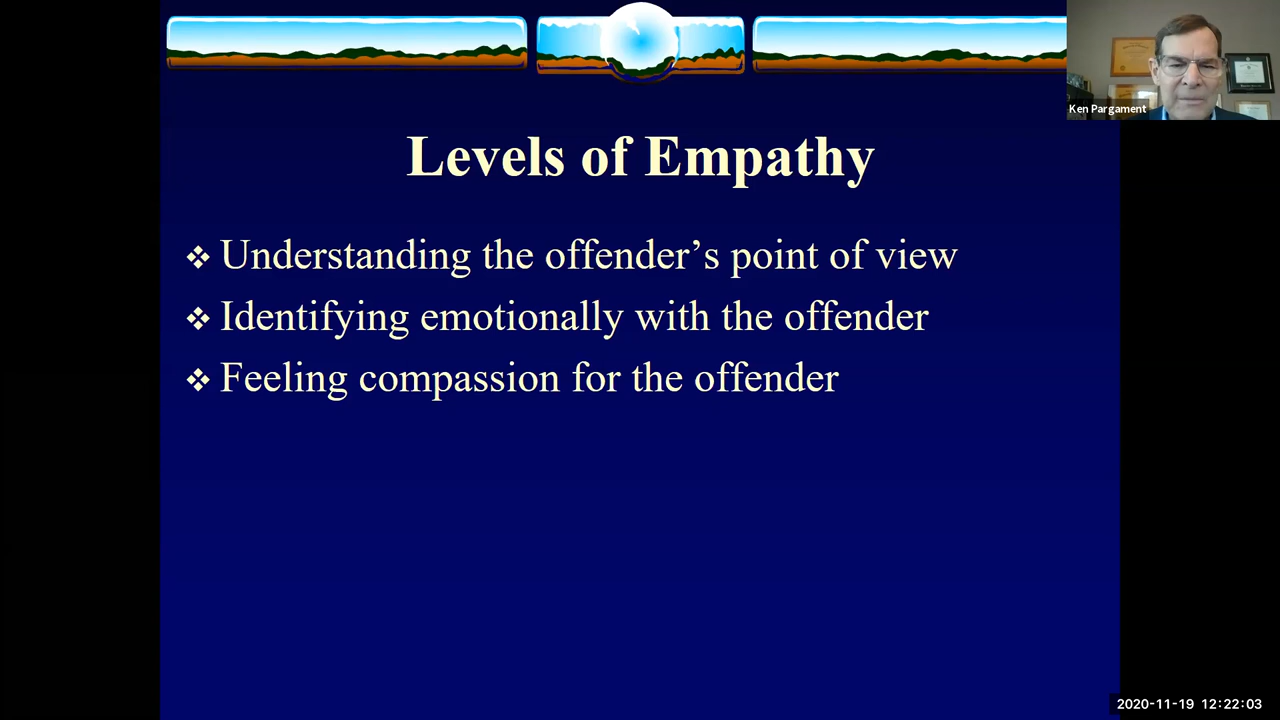 Ken Pargament
Levels of Empathy
❖ Understanding the offender’s point of view
❖ Identifying emotionally with the offender
❖ Feeling compassion for the offender
2020-11-19 12:22:03